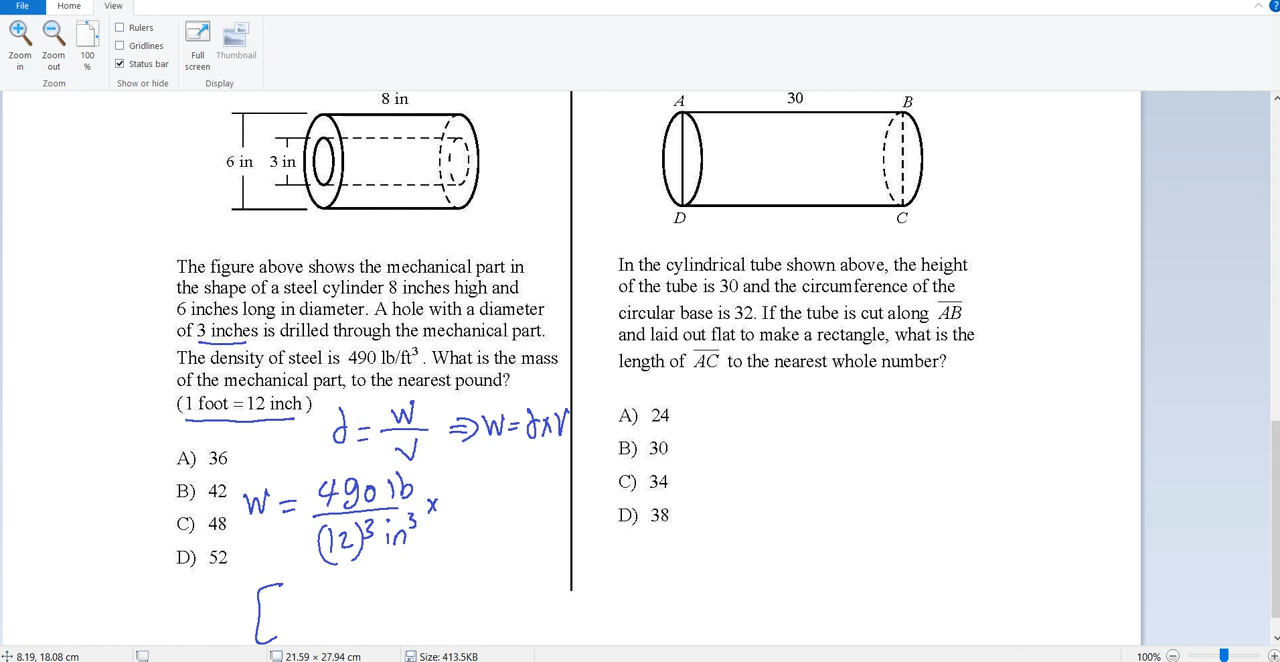 File Home View ?
Zoom in Zoom out 100 %
Rulers
Gridlines
Status bar
Full screen Thumbnail
Zoom Show or hide Display
8 in
6 in 3 in
The figure above shows the mechanical part in
the shape of a steel cylinder 8 inches high and
6 inches long in diameter. A hole with a diameter
of 3 inches is drilled through the mechanical part.
The density of steel is 490 lb/ft³. What is the mass
of the mechanical part, to the nearest pound?
(1 foot = 12 inch)
d = W/V ⇒ W = d×V
A) 36
B) 42
C) 48
D) 52
W = 490 lb/(12)³ in³ ×
[
A 30 B
D C
In the cylindrical tube shown above, the height
of the tube is 30 and the circumference of the
circular base is 32. If the tube is cut along AB
and laid out flat to make a rectangle, what is the
length of AC to the nearest whole number?
A) 24
B) 30
C) 34
D) 38
8.19, 18.08 cm 21.59 × 27.94 cm Size: 413.5KB 100%